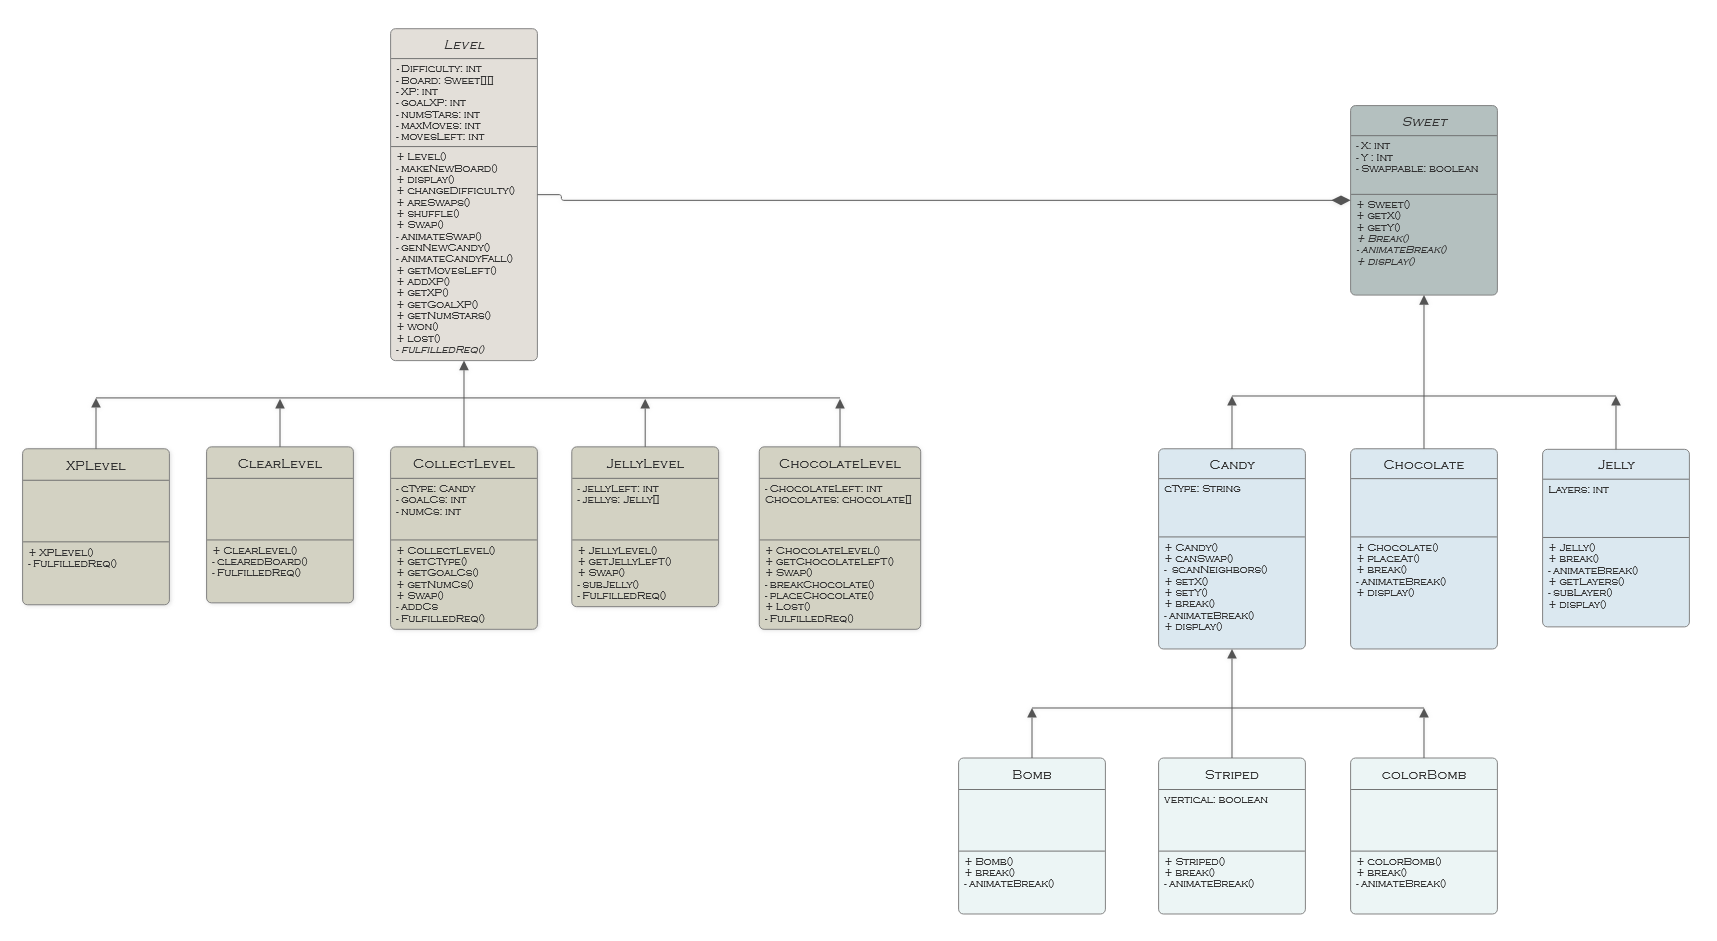 Level
- Difficulty: int
- Board: Sweet[][]
- XP: int
- goalXP: int
- numSTars: int
- maxMoves: int
- movesLeft: int
+ Level()
- makeNewBoard()
+ display()
+ changeDifficulty()
+ areSwaps()
+ shuffle()
+ Swap()
- animateSwap()
- genNewCandy()
- animateCandyFall()
+ getMovesLeft()
+ addXP()
+ getXP()
+ getGoalXP()
+ getNumStars()
+ won()
+ lost()
- fulfilledReq()
Sweet
- X: int
- Y : Int
- Swappable: boolean
+ Sweet()
+ getX()
+ getY()
+ Break()
- animateBreak()
+ display()
XPLevel
+ XPLevel()
- FulfilledReq()
ClearLevel
+ ClearLevel()
- clearedBoard()
- FulfilledReq()
CollectLevel
- cType: Candy
- goalCs: int
- numCs: int
+ CollectLevel()
+ getCType()
+ getGoalCs()
+ getNumCs()
+ Swap()
- addCs
- FulfilledReq()
JellyLevel
- jellyLeft: int
- jellys: Jelly[]
+ JellyLevel()
+ getJellyLeft()
+ Swap()
- subJelly()
- FulfilledReq()
ChocolateLevel
- ChocolateLeft: int
Chocolates: chocolate[]
+ ChocolateLevel()
+ getChocolateLeft()
+ Swap()
- breakChocolate()
- placeChocolate()
+ Lost()
- FulfilledReq()
Candy
cType: String
+ Candy()
+ canSwap()
- scanNeighbors()
+ setX()
+ setY()
+ break()
- animateBreak()
+ display()
Chocolate
+ Chocolate()
+ placeAt()
+ break()
- animateBreak()
+ display()
Jelly
Layers: int
+ Jelly()
+ break()
- animateBreak()
+ getLayers()
- subLayer()
+ display()
Bomb
+ Bomb()
+ break()
- animateBreak()
Striped
vertical: boolean
+ Striped()
+ break()
- animateBreak()
colorBomb
+ colorBomb()
+ break()
- animateBreak()